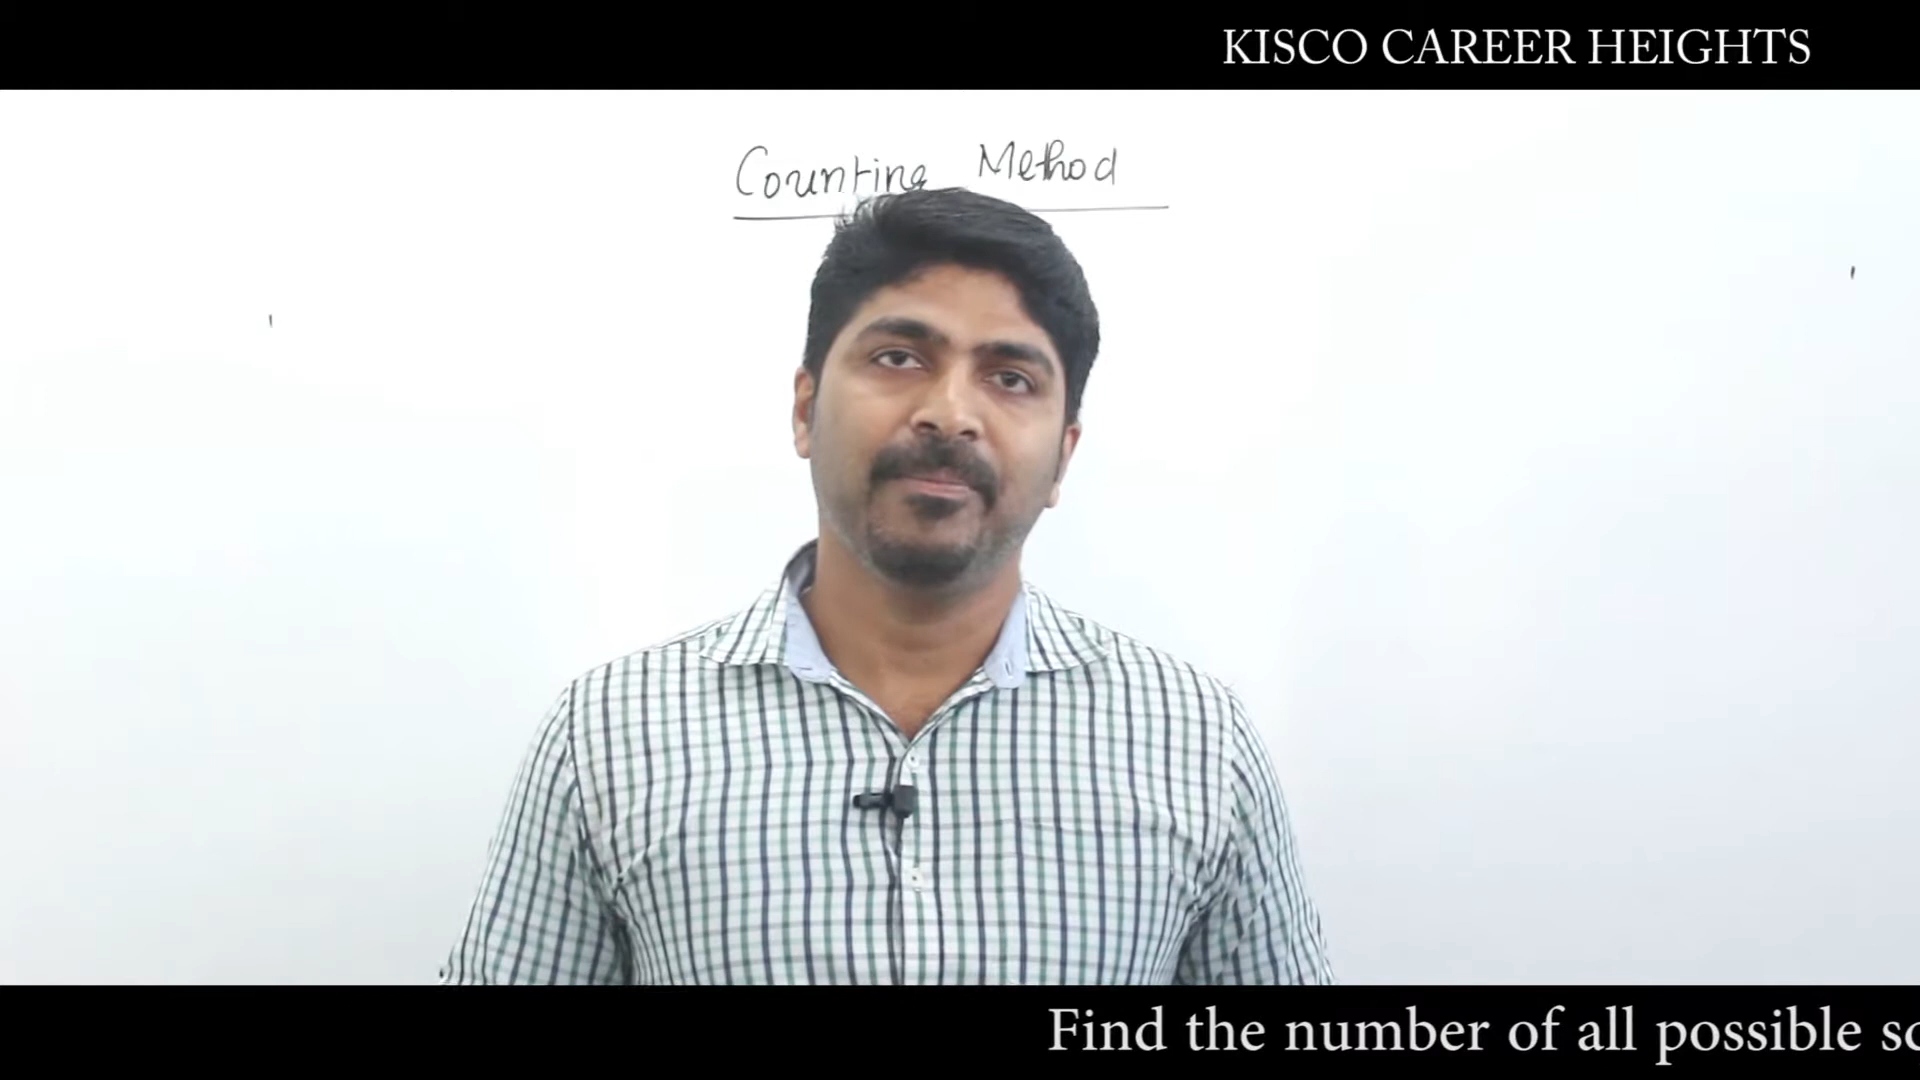 KISCO CAREER HEIGHTS
Counting Method
Find the number of all possible